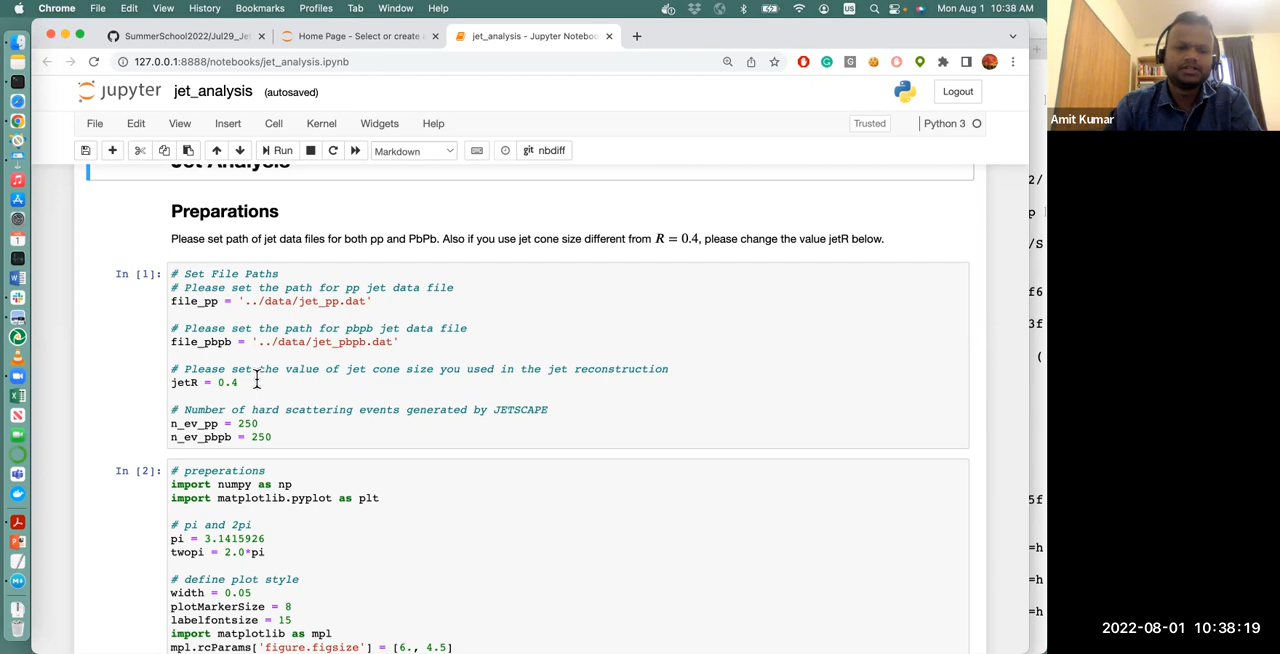 Chrome File Edit View History Bookmarks Profiles Tab Window Help
Mon Aug 1 10:38 AM
SummerSchool2022/Jul29_Je
Home Page - Select or create a
jet_analysis - Jupyter Noteboo
127.0.0.1:8888/notebooks/jet_analysis.ipynb
Amit Kumar
jupyter jet_analysis (autosaved)
Logout
File Edit View Insert Cell Kernel Widgets Help
Trusted
Python 3
Run
Markdown
git nbdiff
Jet Analysis
Preparations
Please set path of jet data files for both pp and PbPb. Also if you use jet cone size different from R = 0.4, please change the value jetR below.
In [1]:
# Set File Paths
# Please set the path for pp jet data file
file_pp = '../data/jet_pp.dat'
# Please set the path for pbpb jet data file
file_pbpb = '../data/jet_pbpb.dat'
# Please set the value of jet cone size you used in the jet reconstruction
jetR = 0.4
# Number of hard scattering events generated by JETSCAPE
n_ev_pp = 250
n_ev_pbpb = 250
In [2]:
# preperations
import numpy as np
import matplotlib.pyplot as plt
# pi and 2pi
pi = 3.1415926
twopi = 2.0*pi
# define plot style
width = 0.05
plotMarkerSize = 8
labelfontsize = 15
import matplotlib as mpl
mpl.rcParams['figure.figsize'] = [6., 4.5]
2/
p
/S
f6
3f
(
5f
=h
=h
=h
2022-08-01 10:38:19